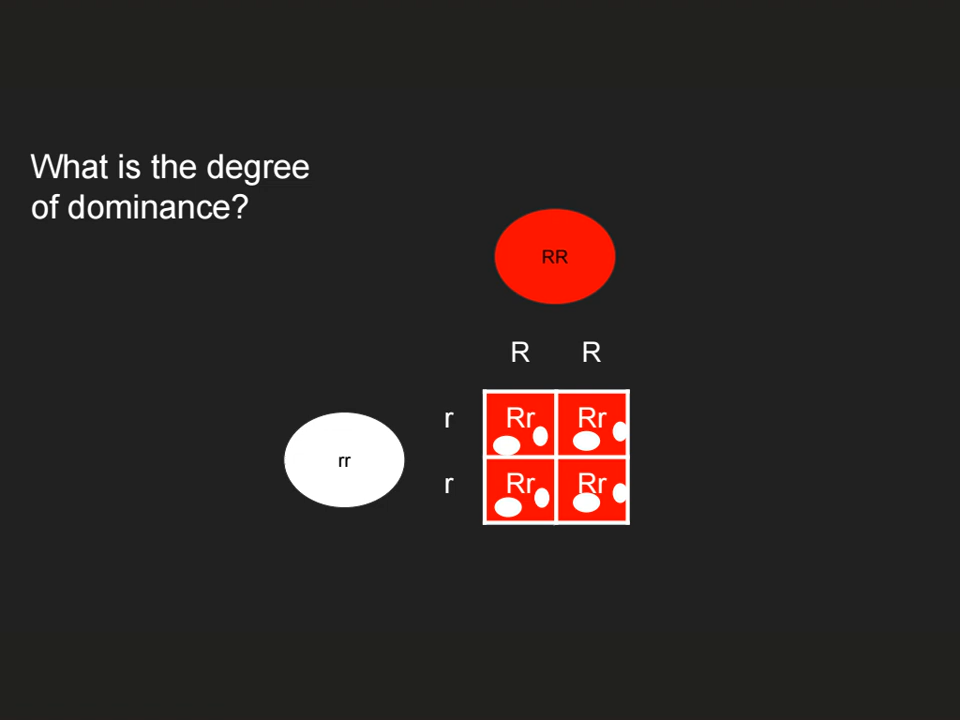 What is the degree
of dominance?
RR
R R
r Rr Rr
rr
r Rr Rr